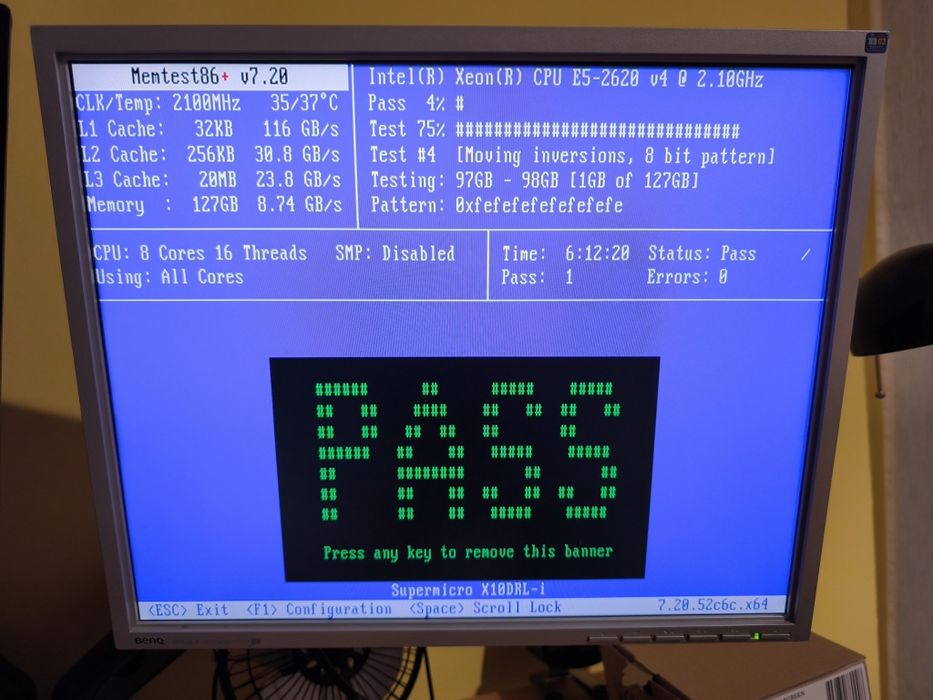 Memtest86+ v7.20
Intel(R) Xeon(R) CPU E5-2620 v4 @ 2.10GHz
CLK/Temp: 2100MHz 35/37°C
Pass 4% #
L1 Cache: 32KB 116 GB/s
Test 75% ##############################
L2 Cache: 256KB 30.8 GB/s
Test #4 [Moving inversions, 8 bit pattern]
L3 Cache: 20MB 23.8 GB/s
Testing: 97GB - 98GB [1GB of 127GB]
Memory : 127GB 8.74 GB/s
Pattern: 0xfefefefefefefefe
CPU: 8 Cores 16 Threads SMP: Disabled
Time: 6:12:20 Status: Pass /
Using: All Cores
Pass: 1 Errors: 0
PASS
Press any key to remove this banner
Supermicro X10DRL-i
<ESC> Exit <F1> Configuration <Space> Scroll Lock 7.20.52c6c.x64
BenQ
SCREEN